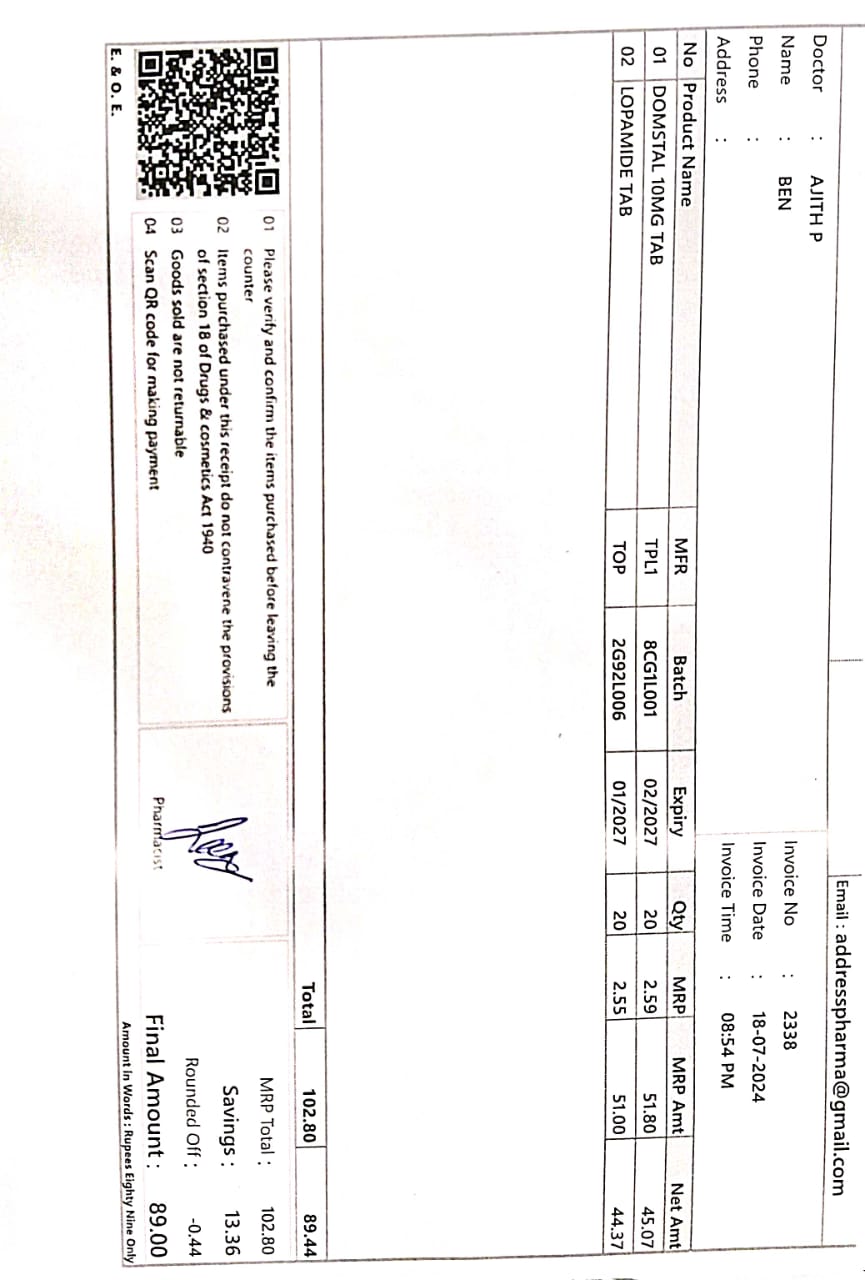 Email : addresspharma@gmail.com
Doctor : AJITH P
Name : BEN
Phone :
Address :
Invoice No : 2338
Invoice Date : 18-07-2024
Invoice Time : 08:54 PM
No Product Name MFR Batch Expiry Qty MRP MRP Amt Net Amt
01 DOMSTAL 10MG TAB TPL1 8CG1L001 02/2027 20 2.59 51.80 45.07
02 LOPAMIDE TAB TOP 2G92L006 01/2027 20 2.55 51.00 44.37
Total 102.80 89.44
01 Please verify and confirm the items purchased before leaving the
counter
02 Items purchased under this receipt do not contravene the provisions
of section 18 of Drugs & cosmetics Act 1940
03 Goods sold are not returnable
04 Scan QR code for making payment
Pharmacist
MRP Total : 102.80
Savings : 13.36
Rounded Off : -0.44
Final Amount : 89.00
Amount in Words : Rupees Eighty Nine Only
E. & O. E.